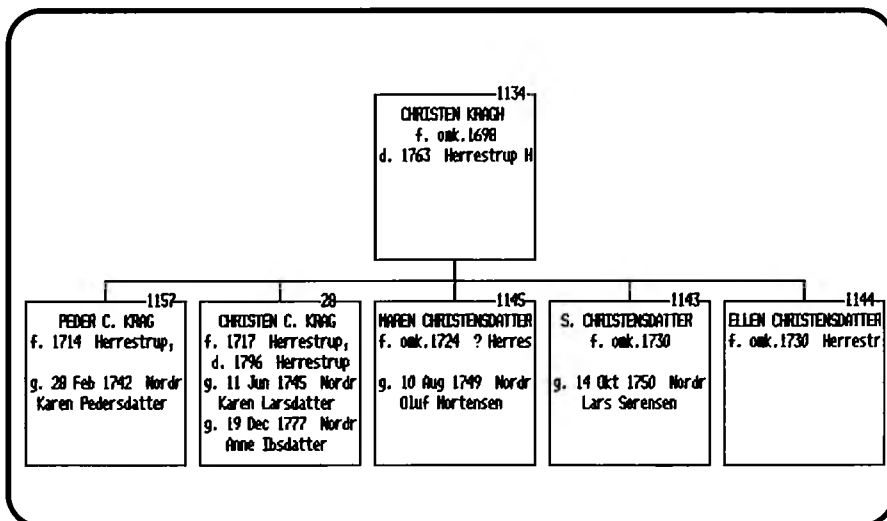 1134
CHRISTEN KRAGH
f. omk.1698
d. 1763 Herrestrup H
1157
PEDER C. KRAG
f. 1714 Herrestrup,
g. 28 Feb 1742 Nordr
Karen Pedersdatter
28
CHRISTEN C. KRAG
f. 1717 Herrestrup,
d. 1796 Herrestrup
g. 11 Jun 1745 Nordr
Karen Larsdatter
g. 19 Dec 1777 Nordr
Anne Ibsdatter
1145
MAREN CHRISTENSDATTER
f. omk.1724 ? Herres
g. 10 Aug 1749 Nordr
Oluf Mortensen
1143
S. CHRISTENSDATTER
f. omk.1730
g. 14 Okt 1750 Nordr
Lars Sørensen
1144
ELLEN CHRISTENSDATTER
f. omk.1730 Herrestr